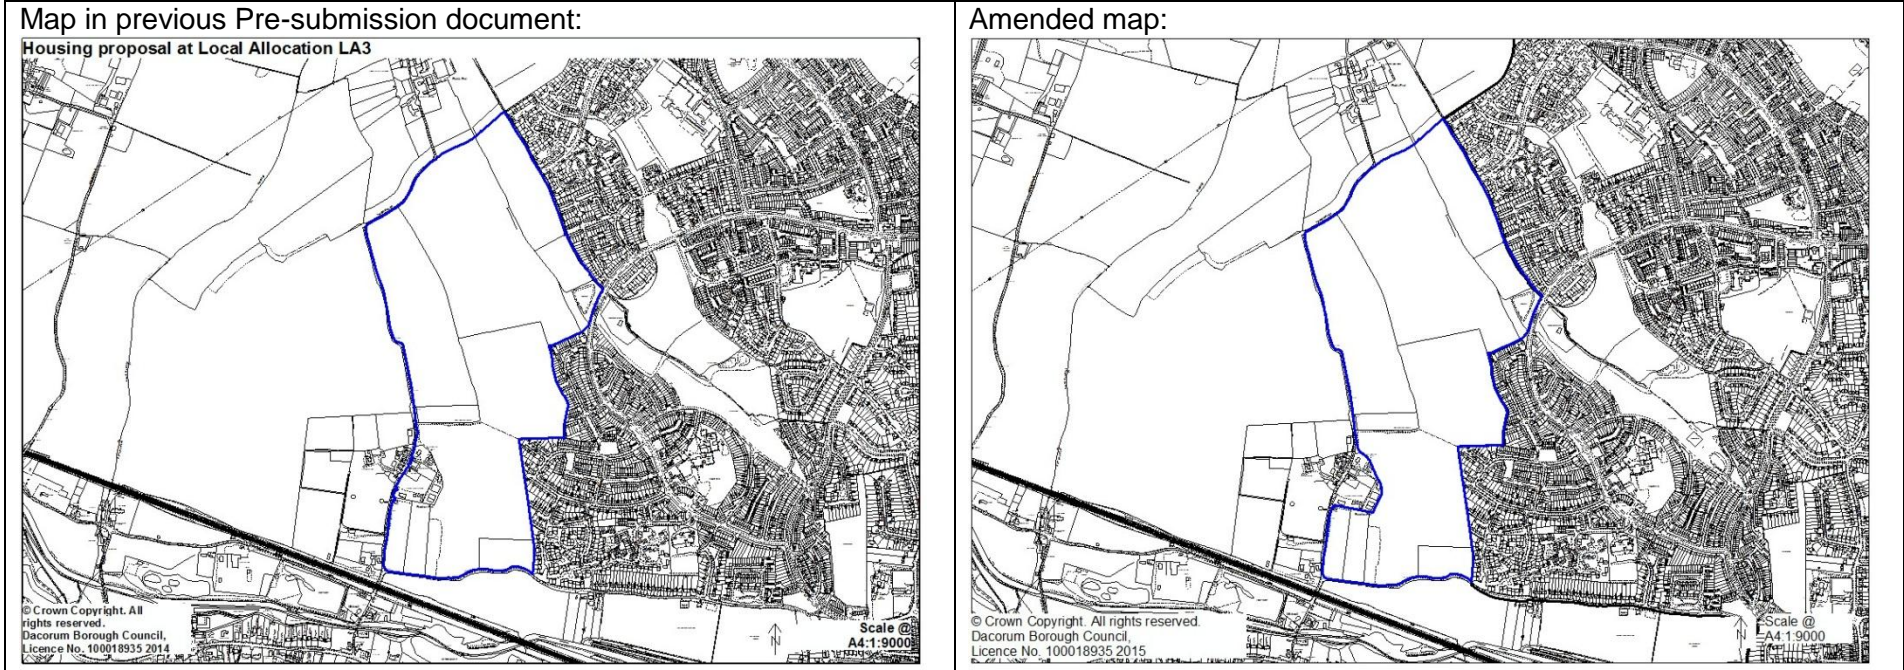 Map in previous Pre-submission document:
Housing proposal at Local Allocation LA3
© Crown Copyright. All
rights reserved.
Dacorum Borough Council,
Licence No. 100018935 2014
N
Scale @
A4:1:9000
Amended map:
© Crown Copyright. All rights reserved.
Dacorum Borough Council,
Licence No. 100018935 2015
N
Scale @
A4:1:9000